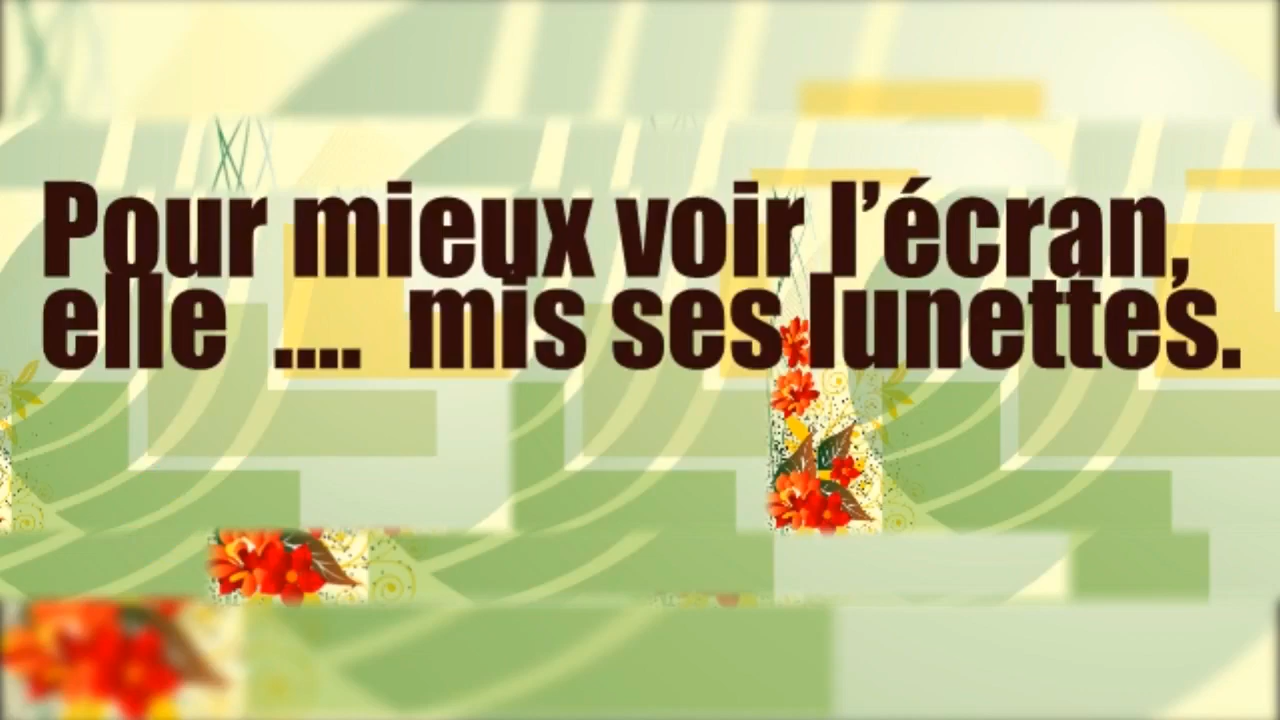 Pour mieux voir l’écran,
elle .... mis ses lunettes.